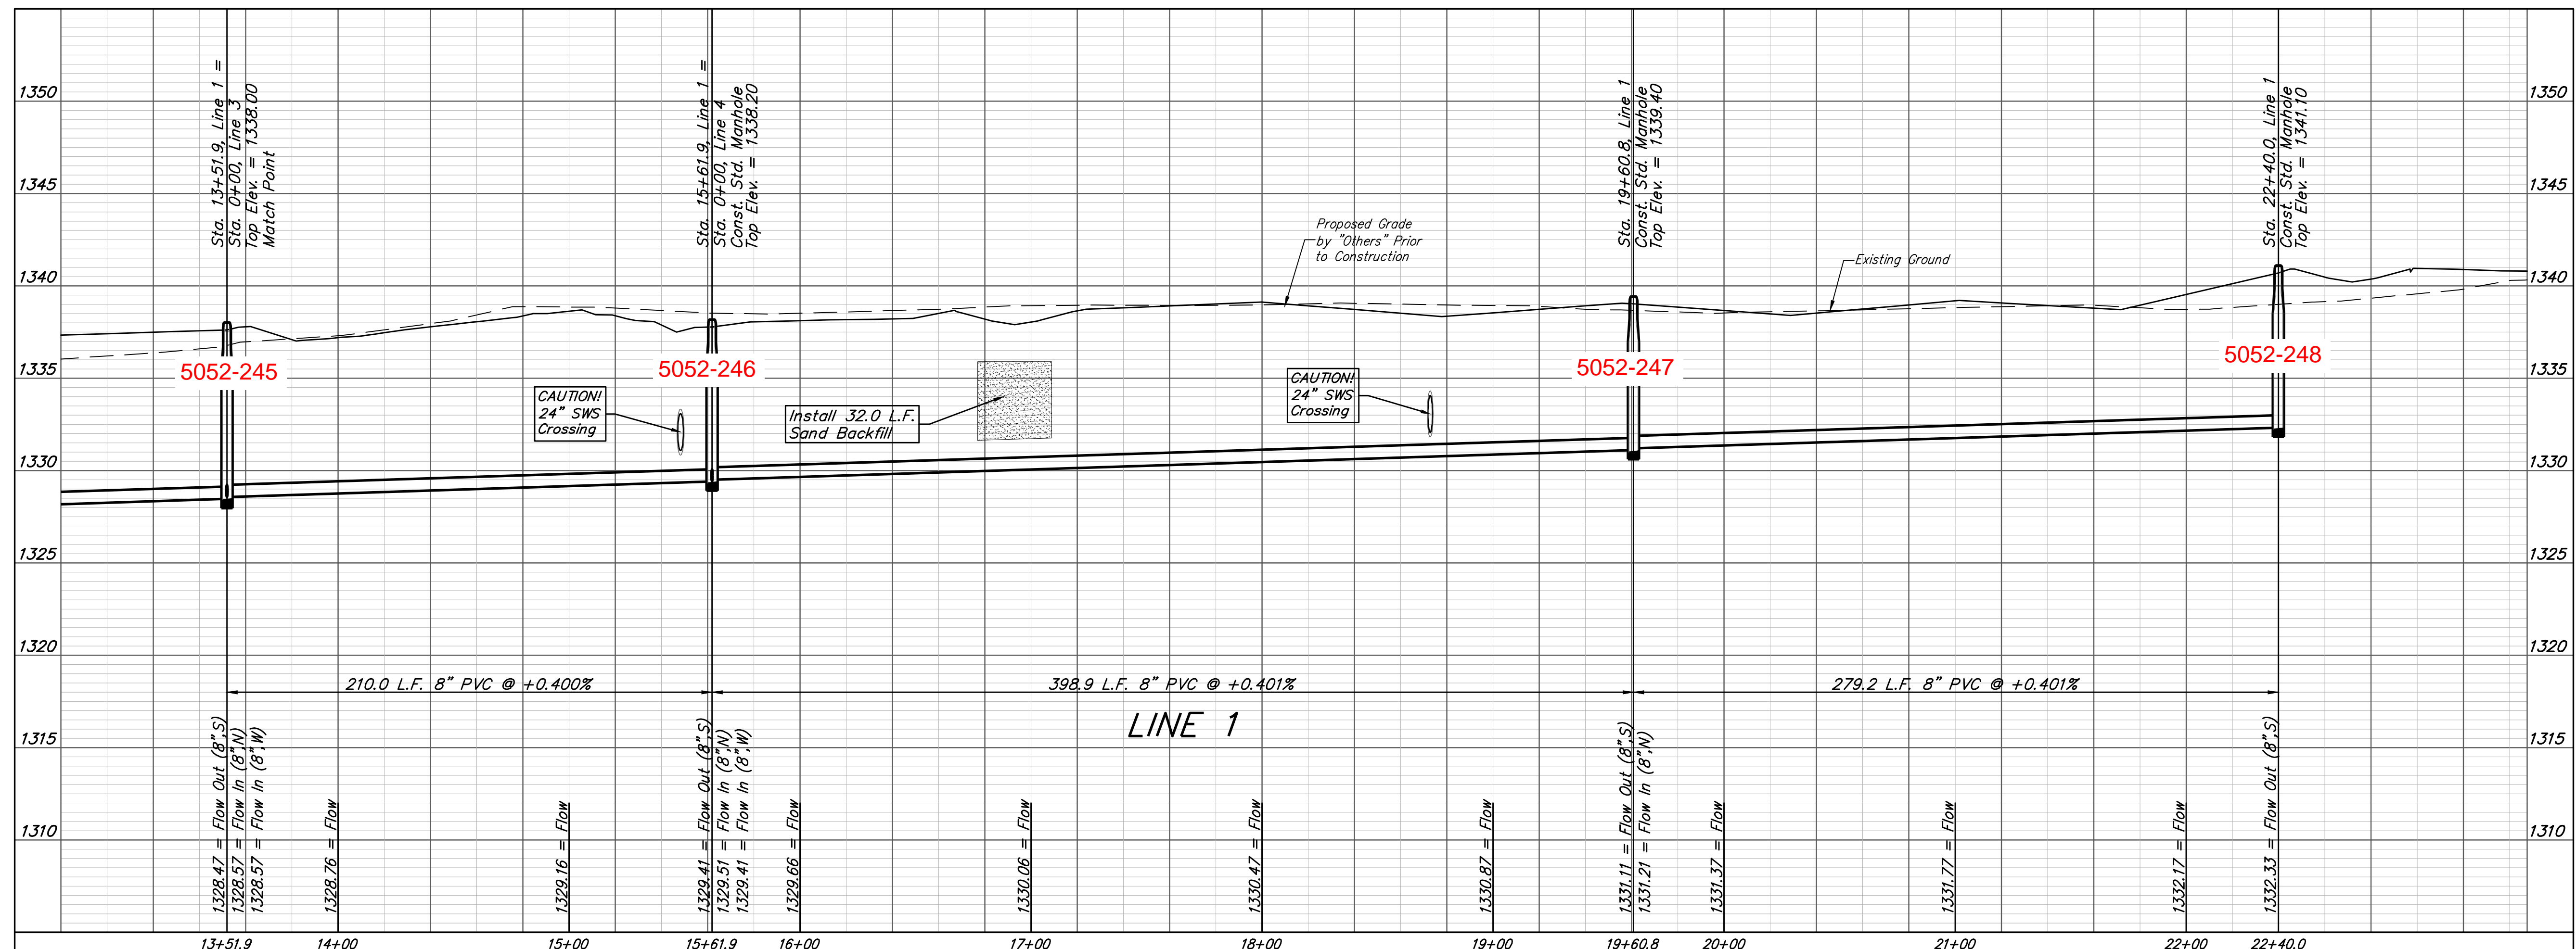 Sta. 13+51.9, Line 1 =
Sta. 0+00, Line 3
Top Elev. = 1338.00
Match Point
Sta. 15+61.9, Line 1 =
Sta. 0+00, Line 4
Const. Std. Manhole
Top Elev. = 1338.20
Sta. 19+60.8, Line 1
Const. Std. Manhole
Top Elev. = 1339.40
Sta. 22+40.0, Line 1
Const. Std. Manhole
Top Elev. = 1341.10
1350
1350
1345
1345
1340
1340
1335
1335
1330
1330
1325
1325
1320
1320
1315
1315
1310
1310
Proposed Grade
by "Others" Prior
to Construction
Existing Ground
5052-245
5052-246
5052-247
5052-248
CAUTION!
24" SWS
Crossing
Install 32.0 L.F.
Sand Backfill
CAUTION!
24" SWS
Crossing
210.0 L.F. 8" PVC @ +0.400%
398.9 L.F. 8" PVC @ +0.401%
279.2 L.F. 8" PVC @ +0.401%
LINE 1
1328.47 = Flow Out (8",S)
1328.57 = Flow In (8",N)
1328.57 = Flow In (8",W)
1328.76 = Flow
1329.16 = Flow
1329.41 = Flow Out (8",S)
1329.51 = Flow In (8",N)
1329.41 = Flow In (8",W)
1329.66 = Flow
1330.06 = Flow
1330.47 = Flow
1330.87 = Flow
1331.11 = Flow Out (8",S)
1331.21 = Flow In (8",N)
1331.37 = Flow
1331.77 = Flow
1332.17 = Flow
1332.33 = Flow Out (8",S)
13+51.9
14+00
15+00
15+61.9
16+00
17+00
18+00
19+00
19+60.8
20+00
21+00
22+00
22+40.0